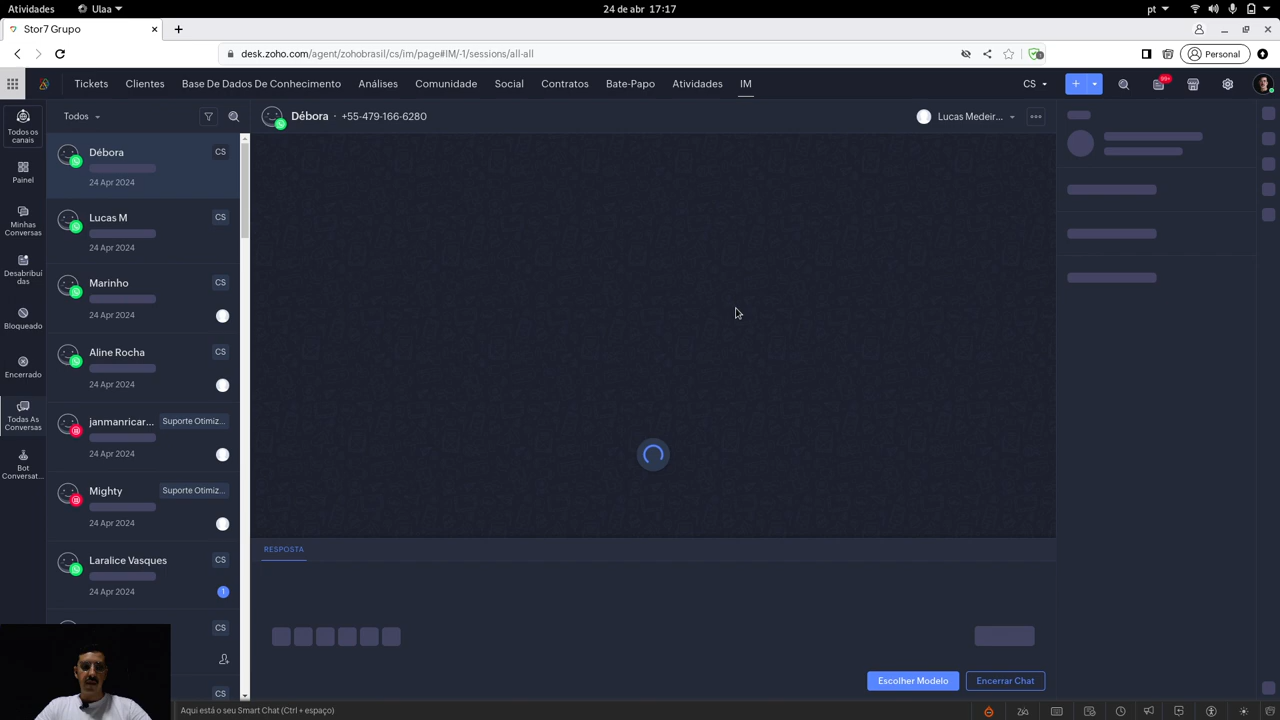 Atividades
Ulaa
24 de abr 17:17
pt
Stor7 Grupo
desk.zoho.com/agent/zohobrasil/cs/im/page#IM/-1/sessions/all-all
Personal
Tickets
Clientes
Base De Dados De Conhecimento
Análises
Comunidade
Social
Contratos
Bate-Papo
Atividades
IM
CS
99+
Todos os canais
Painel
Minhas Conversas
Desabribuí das
Bloqueado
Encerrado
Todas As Conversas
Bot Conversat...
Todos
Débora
CS
24 Apr 2024
Lucas M
CS
24 Apr 2024
Marinho
CS
24 Apr 2024
Aline Rocha
CS
24 Apr 2024
janmanricar...
Suporte Otimiz...
24 Apr 2024
Mighty
Suporte Otimiz...
24 Apr 2024
Laralice Vasques
CS
24 Apr 2024
1
CS
CS
Débora · +55-479-166-6280
Lucas Medeir...
RESPOSTA
Escolher Modelo
Encerrar Chat
Aqui está o seu Smart Chat (Ctrl + espaço)